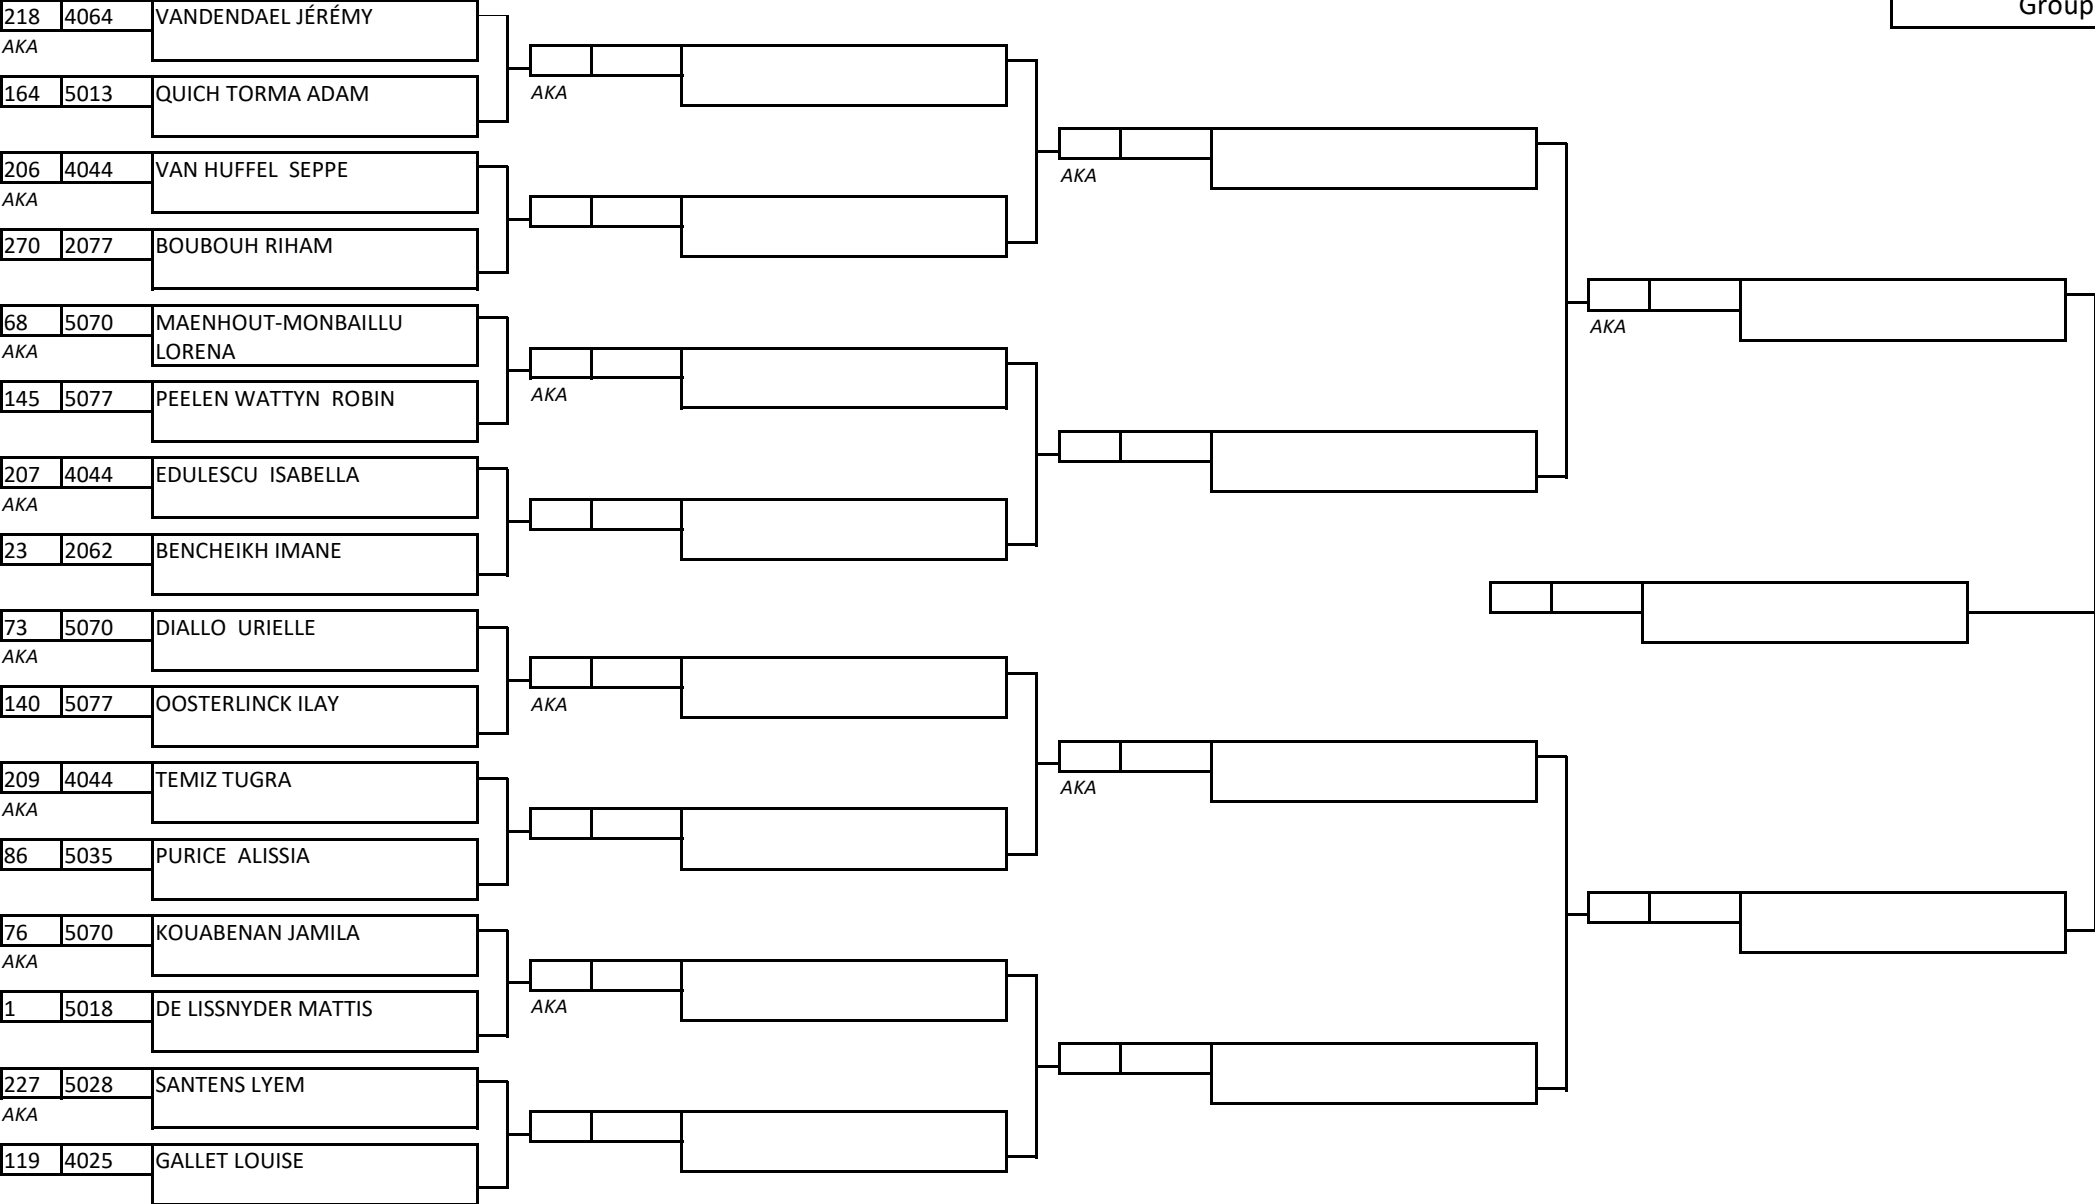 Group
218 4064 VANDENDAEL JÉRÉMY
AKA
164 5013 QUICH TORMA ADAM
AKA
206 4044 VAN HUFFEL  SEPPE
AKA
AKA
270 2077 BOUBOUH RIHAM
68 5070 MAENHOUT-MONBAILLU
AKA
AKA
LORENA
145 5077 PEELEN WATTYN  ROBIN
AKA
207 4044 EDULESCU  ISABELLA
AKA
23 2062 BENCHEIKH IMANE
73 5070 DIALLO  URIELLE
AKA
140 5077 OOSTERLINCK ILAY
AKA
209 4044 TEMIZ TUGRA
AKA
AKA
86 5035 PURICE  ALISSIA
76 5070 KOUABENAN JAMILA
AKA
1 5018 DE LISSNYDER MATTIS
AKA
227 5028 SANTENS LYEM
AKA
119 4025 GALLET LOUISE